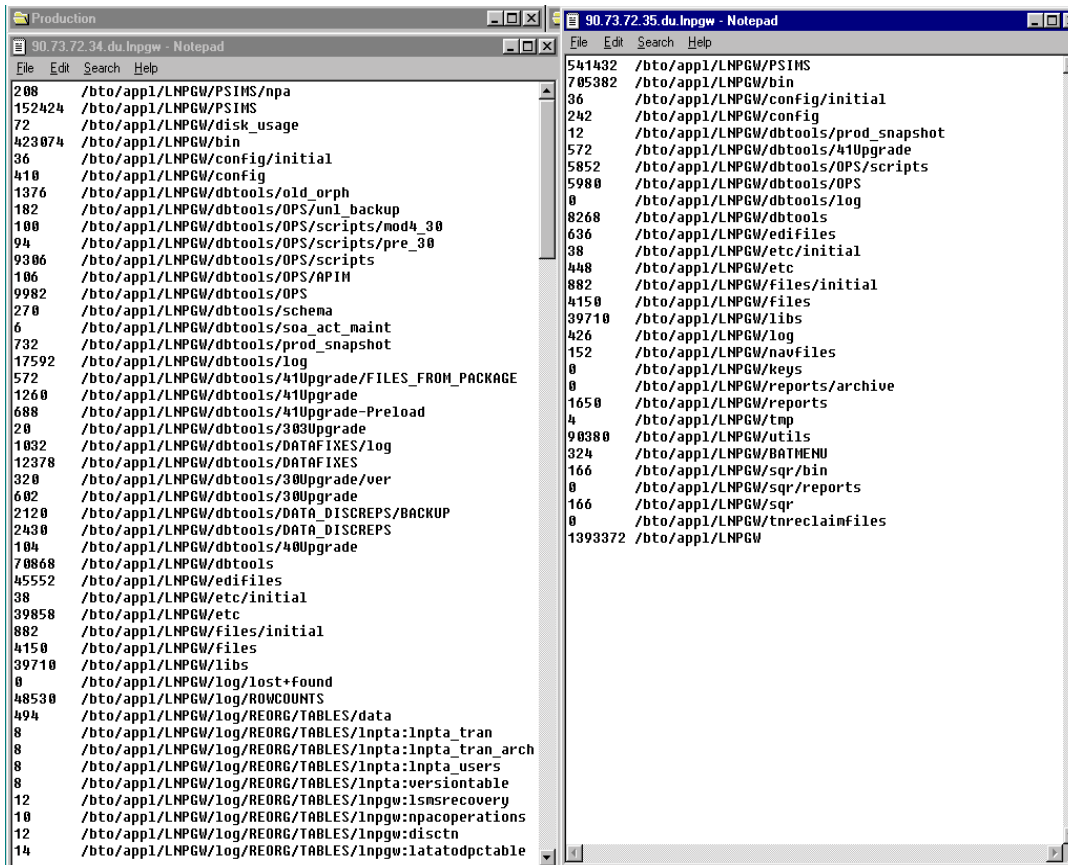 Production
90.73.72.34.du.lnpgw - Notepad
File Edit Search Help
208 /bto/appl/LNPGW/PSIMS/npa
152424 /bto/appl/LNPGW/PSIMS
72 /bto/appl/LNPGW/disk_usage
423074 /bto/appl/LNPGW/bin
36 /bto/appl/LNPGW/config/initial
410 /bto/appl/LNPGW/config
1376 /bto/appl/LNPGW/dbtools/old_orph
182 /bto/appl/LNPGW/dbtools/OPS/unl_backup
100 /bto/appl/LNPGW/dbtools/OPS/scripts/mod4_30
94 /bto/appl/LNPGW/dbtools/OPS/scripts/pre_30
9306 /bto/appl/LNPGW/dbtools/OPS/scripts
106 /bto/appl/LNPGW/dbtools/OPS/APIM
9982 /bto/appl/LNPGW/dbtools/OPS
270 /bto/appl/LNPGW/dbtools/schema
6 /bto/appl/LNPGW/dbtools/soa_act_maint
732 /bto/appl/LNPGW/dbtools/prod_snapshot
17592 /bto/appl/LNPGW/dbtools/log
572 /bto/appl/LNPGW/dbtools/41Upgrade/FILES_FROM_PACKAGE
1260 /bto/appl/LNPGW/dbtools/41Upgrade
688 /bto/appl/LNPGW/dbtools/41Upgrade-Preload
20 /bto/appl/LNPGW/dbtools/303Upgrade
1032 /bto/appl/LNPGW/dbtools/DATAFIXES/log
12378 /bto/appl/LNPGW/dbtools/DATAFIXES
320 /bto/appl/LNPGW/dbtools/30Upgrade/ver
602 /bto/appl/LNPGW/dbtools/30Upgrade
2120 /bto/appl/LNPGW/dbtools/DATA_DISCREPS/BACKUP
2430 /bto/appl/LNPGW/dbtools/DATA_DISCREPS
104 /bto/appl/LNPGW/dbtools/40Upgrade
70868 /bto/appl/LNPGW/dbtools
45552 /bto/appl/LNPGW/edifiles
38 /bto/appl/LNPGW/etc/initial
39858 /bto/appl/LNPGW/etc
882 /bto/appl/LNPGW/files/initial
4150 /bto/appl/LNPGW/files
39710 /bto/appl/LNPGW/libs
0 /bto/appl/LNPGW/log/lost+found
48530 /bto/appl/LNPGW/log/ROWCOUNTS
494 /bto/appl/LNPGW/log/REORG/TABLES/data
8 /bto/appl/LNPGW/log/REORG/TABLES/lnpta:lnpta_tran
8 /bto/appl/LNPGW/log/REORG/TABLES/lnpta:lnpta_tran_arch
8 /bto/appl/LNPGW/log/REORG/TABLES/lnpta:lnpta_users
8 /bto/appl/LNPGW/log/REORG/TABLES/lnpta:versiontable
12 /bto/appl/LNPGW/log/REORG/TABLES/lnpgw:lsmsrecovery
10 /bto/appl/LNPGW/log/REORG/TABLES/lnpgw:npacoperations
12 /bto/appl/LNPGW/log/REORG/TABLES/lnpgw:disctn
14 /bto/appl/LNPGW/log/REORG/TABLES/lnpgw:latatodpctable
90.73.72.35.du.lnpgw - Notepad
File Edit Search Help
541432 /bto/appl/LNPGW/PSIMS
705382 /bto/appl/LNPGW/bin
36 /bto/appl/LNPGW/config/initial
242 /bto/appl/LNPGW/config
12 /bto/appl/LNPGW/dbtools/prod_snapshot
572 /bto/appl/LNPGW/dbtools/41Upgrade
5852 /bto/appl/LNPGW/dbtools/OPS/scripts
5980 /bto/appl/LNPGW/dbtools/OPS
0 /bto/appl/LNPGW/dbtools/log
8268 /bto/appl/LNPGW/dbtools
636 /bto/appl/LNPGW/edifiles
38 /bto/appl/LNPGW/etc/initial
448 /bto/appl/LNPGW/etc
882 /bto/appl/LNPGW/files/initial
4150 /bto/appl/LNPGW/files
39710 /bto/appl/LNPGW/libs
426 /bto/appl/LNPGW/log
152 /bto/appl/LNPGW/navfiles
0 /bto/appl/LNPGW/keys
0 /bto/appl/LNPGW/reports/archive
1650 /bto/appl/LNPGW/reports
4 /bto/appl/LNPGW/tmp
90380 /bto/appl/LNPGW/utils
324 /bto/appl/LNPGW/BATMENU
166 /bto/appl/LNPGW/sqr/bin
0 /bto/appl/LNPGW/sqr/reports
166 /bto/appl/LNPGW/sqr
0 /bto/appl/LNPGW/tnreclaimfiles
1393372 /bto/appl/LNPGW